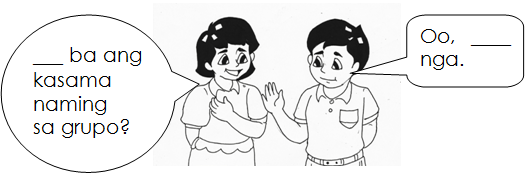 ___ ba ang
kasama
naming
sa grupo?
Oo, ____
nga.